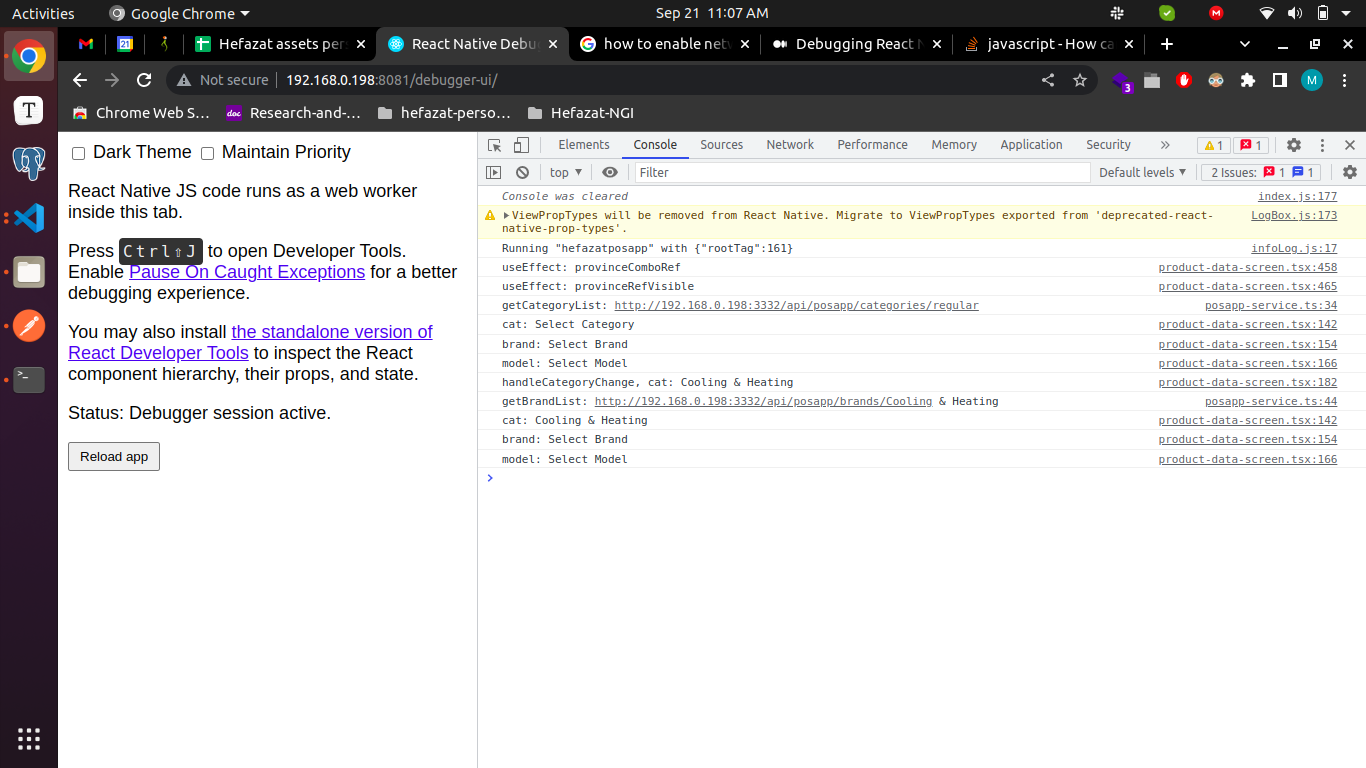 Activities
Google Chrome
Sep 21 11:07 AM
Hefazat assets pers
React Native Debu
how to enable netw
Debugging React N
javascript - How ca
Not secure
192.168.0.198:8081/debugger-ui/
3
M
Chrome Web S...
doc
Research-and-...
hefazat-perso...
Hefazat-NGI
Dark Theme
Maintain Priority
React Native JS code runs as a web worker
inside this tab.
Press Ctrl⇧J to open Developer Tools.
Enable Pause On Caught Exceptions for a better
debugging experience.
You may also install the standalone version of
React Developer Tools to inspect the React
component hierarchy, their props, and state.
Status: Debugger session active.
Reload app
Elements Console Sources Network Performance Memory Application Security » 1 1
top Filter Default levels 2 Issues: 1 1
Console was cleared index.js:177
ViewPropTypes will be removed from React Native. Migrate to ViewPropTypes exported from 'deprecated-react- LogBox.js:173
native-prop-types'.
Running "hefazatposapp" with {"rootTag":161} infoLog.js:17
useEffect: provinceComboRef product-data-screen.tsx:458
useEffect: provinceRefVisible product-data-screen.tsx:465
getCategoryList: http://192.168.0.198:3332/api/posapp/categories/regular posapp-service.ts:34
cat: Select Category product-data-screen.tsx:142
brand: Select Brand product-data-screen.tsx:154
model: Select Model product-data-screen.tsx:166
handleCategoryChange, cat: Cooling & Heating product-data-screen.tsx:182
getBrandList: http://192.168.0.198:3332/api/posapp/brands/Cooling & Heating posapp-service.ts:44
cat: Cooling & Heating product-data-screen.tsx:142
brand: Select Brand product-data-screen.tsx:154
model: Select Model product-data-screen.tsx:166